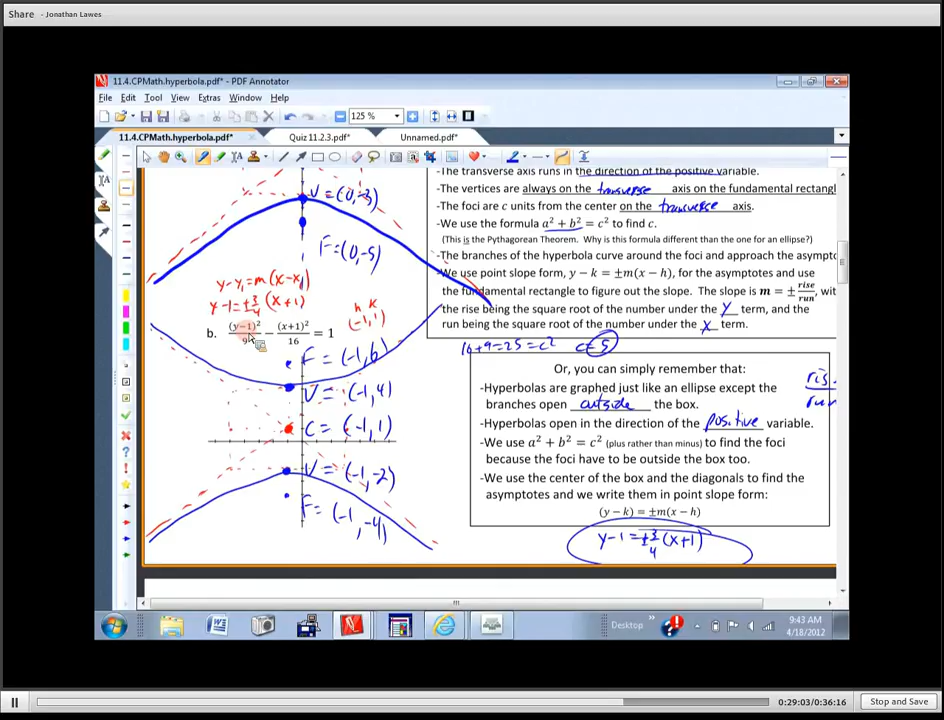 Share - Jonathan Lawes
11.4.CPMath.hyperbola.pdf* - PDF Annotator
File Edit Tool View Extras Window Help
125 %
11.4.CPMath.hyperbola.pdf* Quiz 11.2.3.pdf* Unnamed.pdf*
-The transverse axis runs in the direction of the positive variable.
-The vertices are always on the transverse axis on the fundamental rectangl
-The foci are c units from the center on the transverse axis.
-We use the formula a² + b² = c² to find c.
(This is the Pythagorean Theorem. Why is this formula different than the one for an ellipse?)
-The branches of the hyperbola curve around the foci and approach the asympto
-We use point slope form, y − k = ±m(x − h), for the asymptotes and use
the fundamental rectangle to figure out the slope. The slope is m = ± rise/run, wit
the rise being the square root of the number under the y term, and the
run being the square root of the number under the x term.
V=(0,-3)
F=(0,-5)
y-y₁=m(x-x₁)
y-1=±3/4(x+1)
h k
(-1,1)
b. (y−1)²/9 − (x+1)²/16 = 1
F=(-1,6)
V=(-1,4)
C=(-1,1)
V=(-1,-2)
F=(-1,-4)
16+9=25=c² c=5
Or, you can simply remember that:
-Hyperbolas are graphed just like an ellipse except the
branches open outside the box.
-Hyperbolas open in the direction of the positive variable.
-We use a² + b² = c² (plus rather than minus) to find the foci
because the foci have to be outside the box too.
-We use the center of the box and the diagonals to find the
asymptotes and we write them in point slope form:
(y − k) = ±m(x − h)
y-1=±3/4(x+1)
ris
run
Desktop
9:43 AM
4/18/2012
0:29:03/0:36:16
Stop and Save